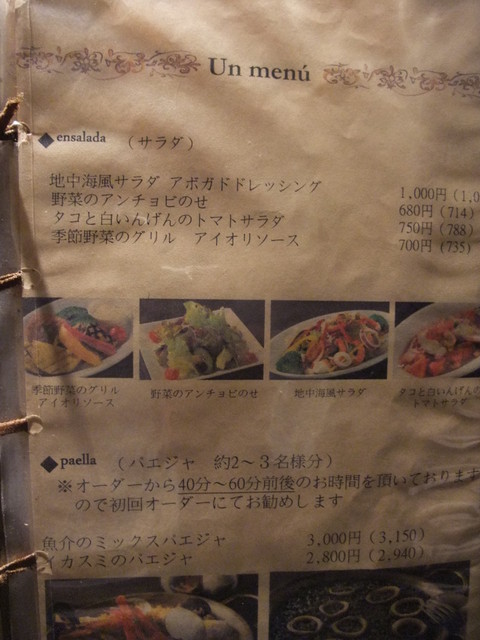 Un menú
◆ensalada （サラダ）
地中海風サラダ アボガドドレッシング 1,000円（1,0
野菜のアンチョビのせ 680円（714）
タコと白いんげんのトマトサラダ 750円（788）
季節野菜のグリル アイオリソース 700円（735）
季節野菜のグリル
アイオリソース
野菜のアンチョビのせ
地中海風サラダ
タコと白いんげんの
トマトサラダ
◆paella （パエジャ 約2～3名様分）
※オーダーから40分～60分前後のお時間を頂いております
ので初回オーダーにてお勧めします
魚介のミックスパエジャ 3,000円（3,150）
イカスミのパエジャ 2,800円（2,940）